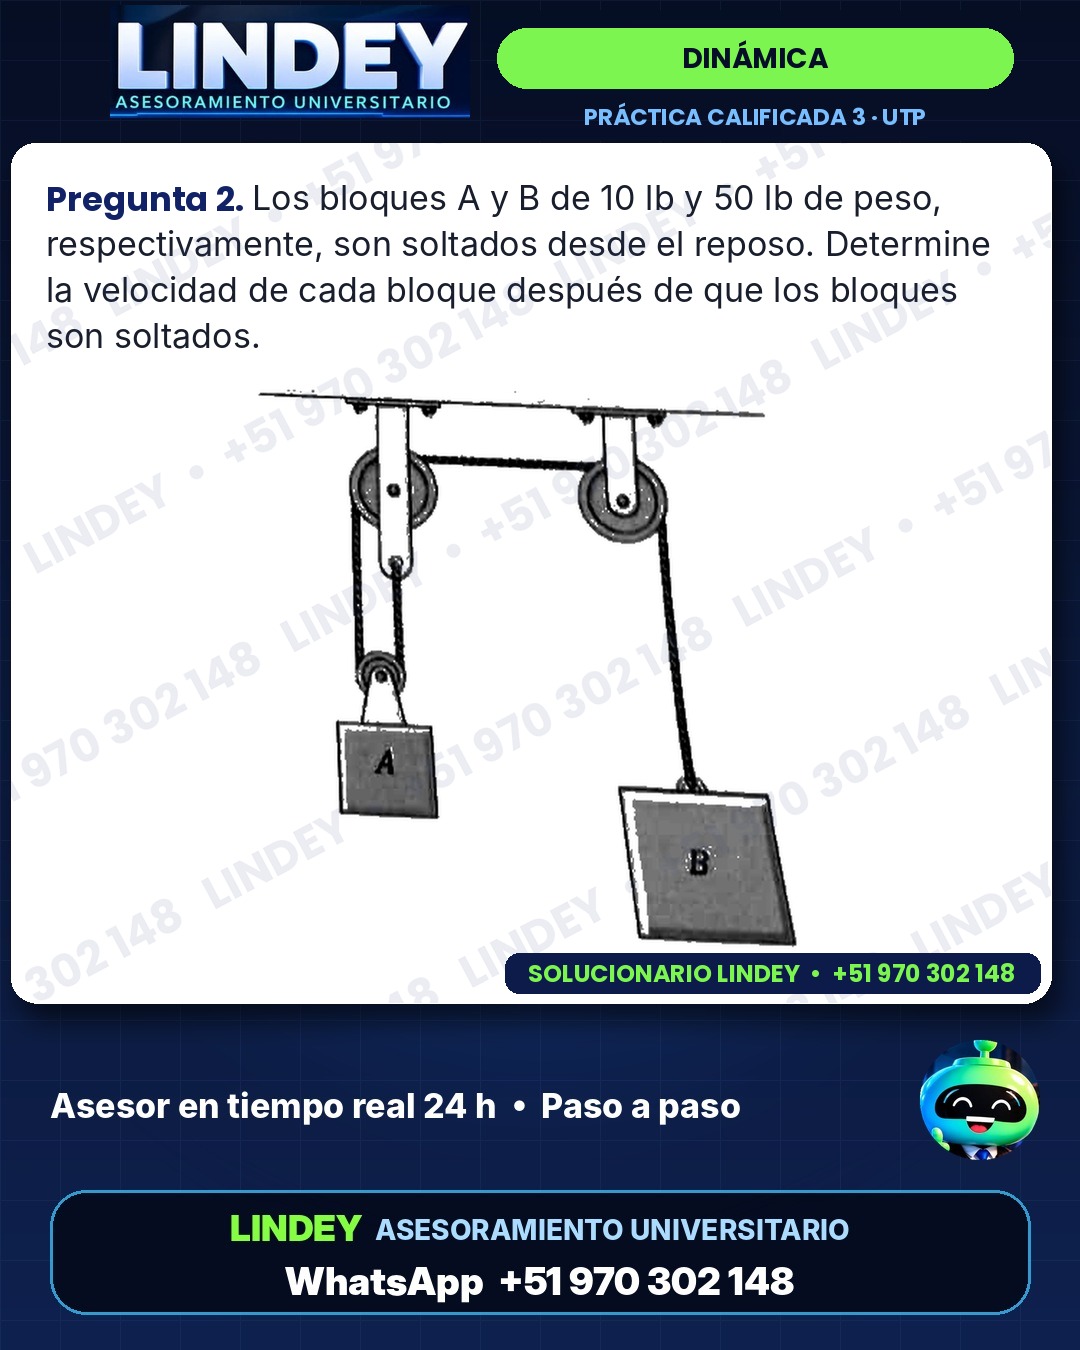 LINDEY
ASESORAMIENTO UNIVERSITARIO
DINÁMICA
PRÁCTICA CALIFICADA 3 · UTP
Pregunta 2. Los bloques A y B de 10 lb y 50 lb de peso,
respectivamente, son soltados desde el reposo. Determine
la velocidad de cada bloque después de que los bloques
son soltados.
A
B
SOLUCIONARIO LINDEY • +51 970 302 148
Asesor en tiempo real 24 h • Paso a paso
LINDEY ASESORAMIENTO UNIVERSITARIO
WhatsApp +51 970 302 148